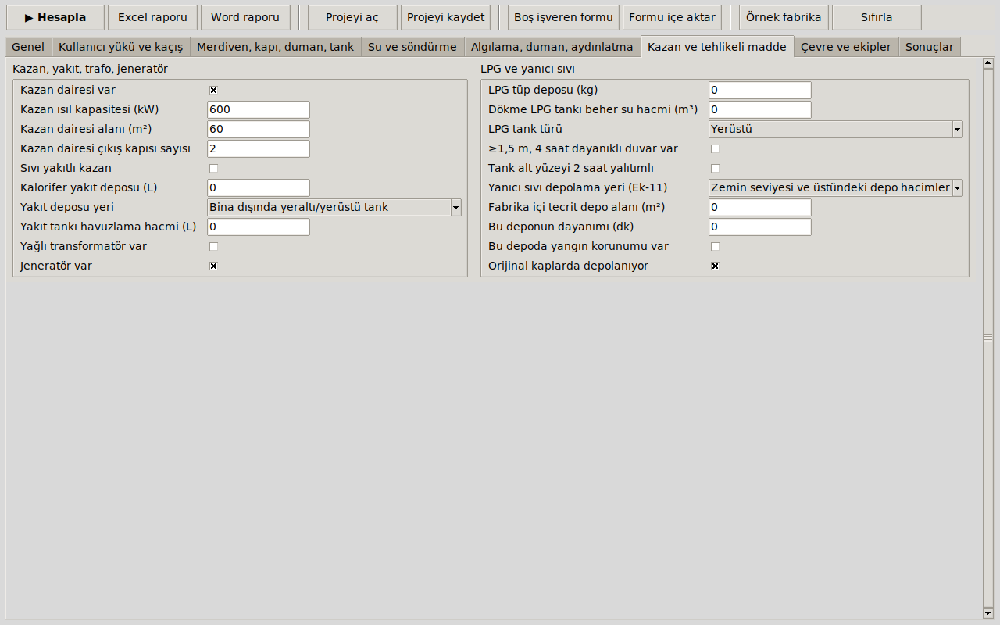 ▶ Hesapla Excel raporu Word raporu Projeyi aç Projeyi kaydet Boş işveren formu Formu içe aktar Örnek fabrika Sıfırla
Genel Kullanıcı yükü ve kaçış Merdiven, kapı, duman, tank Su ve söndürme Algılama, duman, aydınlatma Kazan ve tehlikeli madde Çevre ve ekipler Sonuçlar
Kazan, yakıt, trafo, jeneratör
Kazan dairesi var
Kazan ısıl kapasitesi (kW) 600
Kazan dairesi alanı (m²) 60
Kazan dairesi çıkış kapısı sayısı 2
Sıvı yakıtlı kazan
Kalorifer yakıt deposu (L) 0
Yakıt deposu yeri Bina dışında yeraltı/yerüstü tank
Yakıt tankı havuzlama hacmi (L) 0
Yağlı transformatör var
Jeneratör var
LPG ve yanıcı sıvı
LPG tüp deposu (kg) 0
Dökme LPG tankı beher su hacmi (m³) 0
LPG tank türü Yerüstü
≥1,5 m, 4 saat dayanıklı duvar var
Tank alt yüzeyi 2 saat yalıtımlı
Yanıcı sıvı depolama yeri (Ek-11) Zemin seviyesi ve üstündeki depo hacimler
Fabrika içi tecrit depo alanı (m²) 0
Bu deponun dayanımı (dk) 0
Bu depoda yangın korunumu var
Orijinal kaplarda depolanıyor